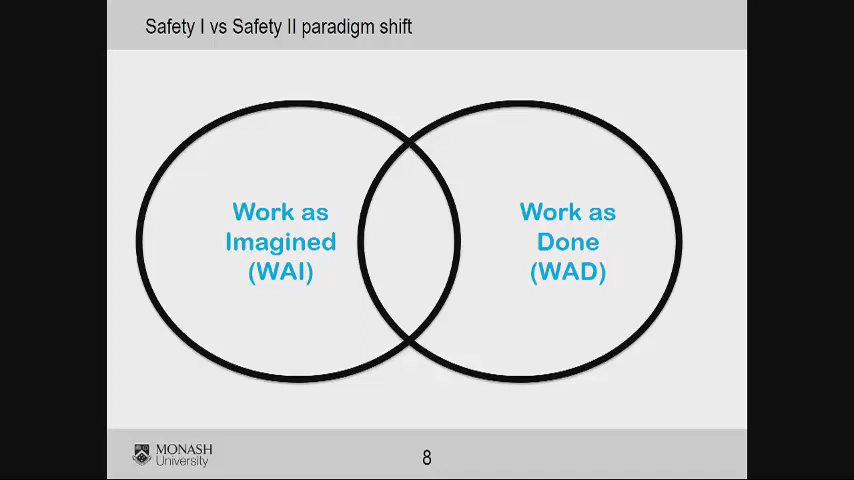 Safety I vs Safety II paradigm shift
Work as
Imagined
(WAI)
Work as
Done
(WAD)
MONASH
University
8